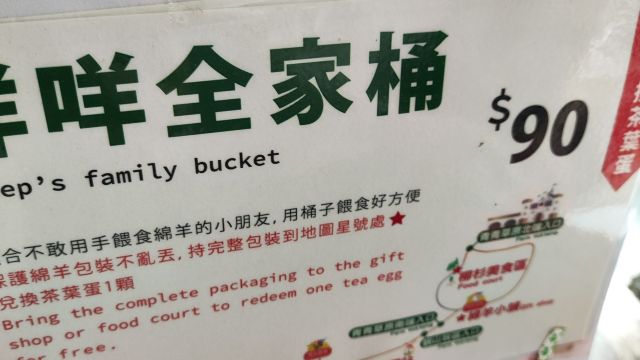 咩全家桶
$90
換茶葉蛋
ep's family bucket
合不敢用手餵食綿羊的小朋友,用桶子餵食好方便
保護綿羊包裝不亂丟,持完整包裝到地圖星號處★
兌換茶葉蛋1顆
Bring the complete packaging to the gift
shop or food court to redeem one tea egg
for free.
美食區
Food court